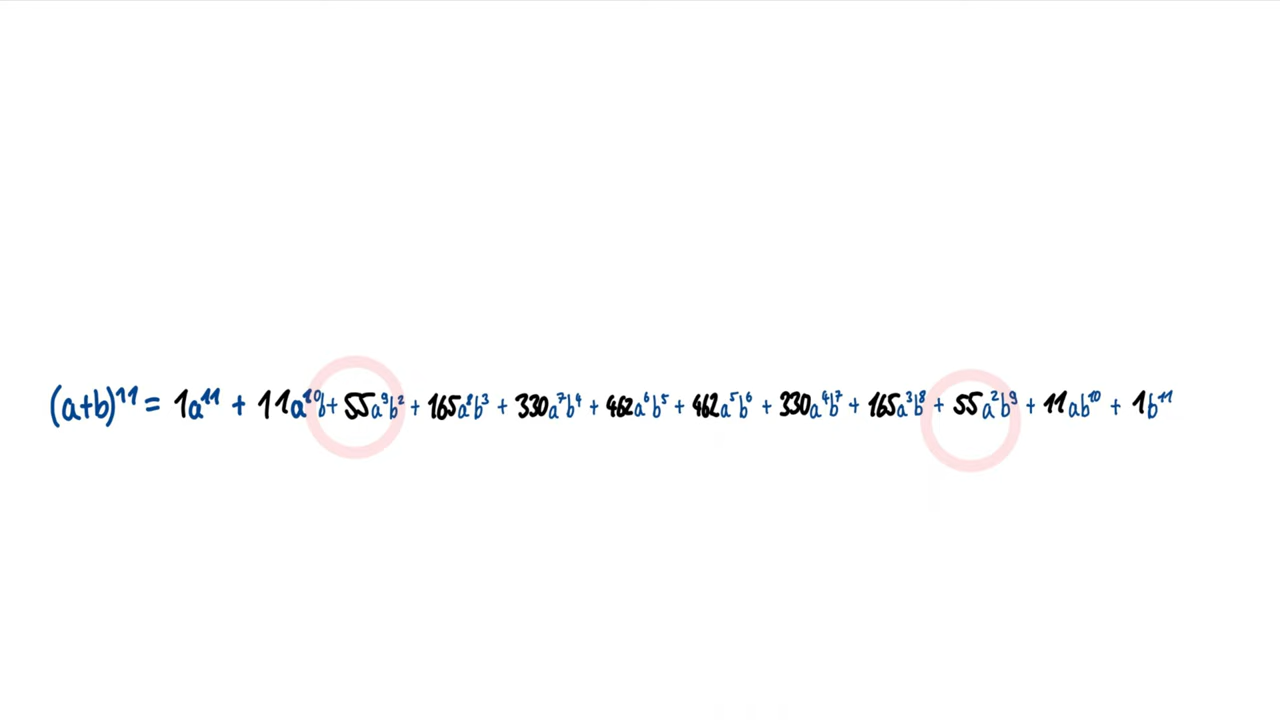 (a+b)¹¹ = 1a¹¹ + 11a¹⁰b + 55a⁹b² + 165a⁸b³ + 330a⁷b⁴ + 462a⁶b⁵ + 462a⁵b⁶ + 330a⁴b⁷ + 165a³b⁸ + 55a²b⁹ + 11ab¹⁰ + 1b¹¹